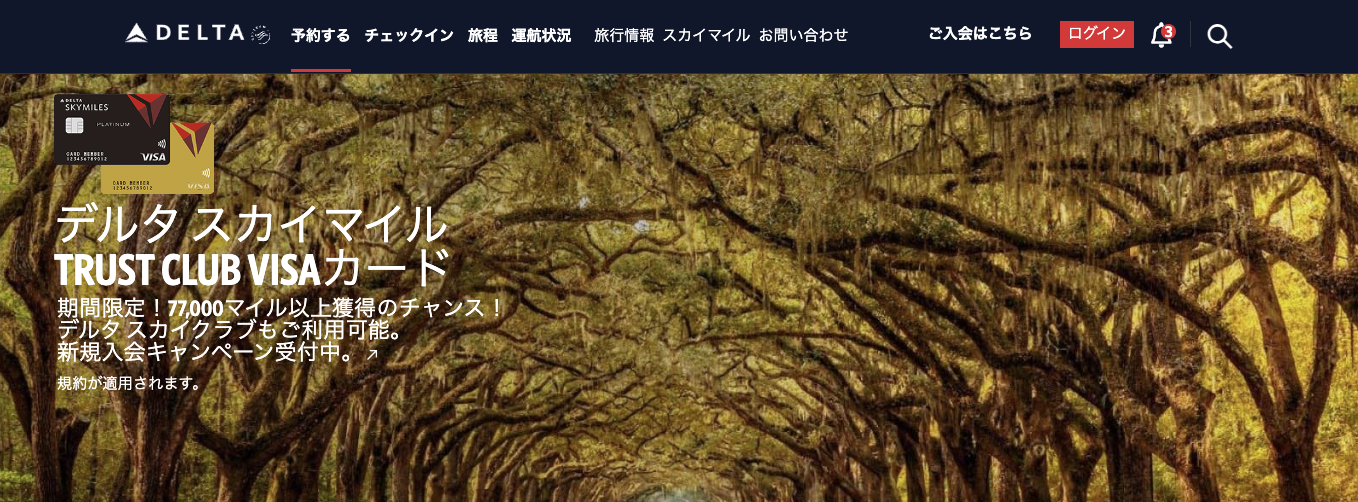 DELTA
予約する チェックイン 旅程 運航状況 旅行情報 スカイマイル お問い合わせ
ご入会はこちら
ログイン
3
DELTA
SKYMILES
PLATINUM
CARD MEMBER
123456789012
VISA
CARD MEMBER
123456789012
VISA
デルタ スカイマイル
TRUST CLUB VISAカード
期間限定！77,000マイル以上獲得のチャンス！
デルタ スカイクラブもご利用可能。
新規入会キャンペーン受付中。
規約が適用されます。